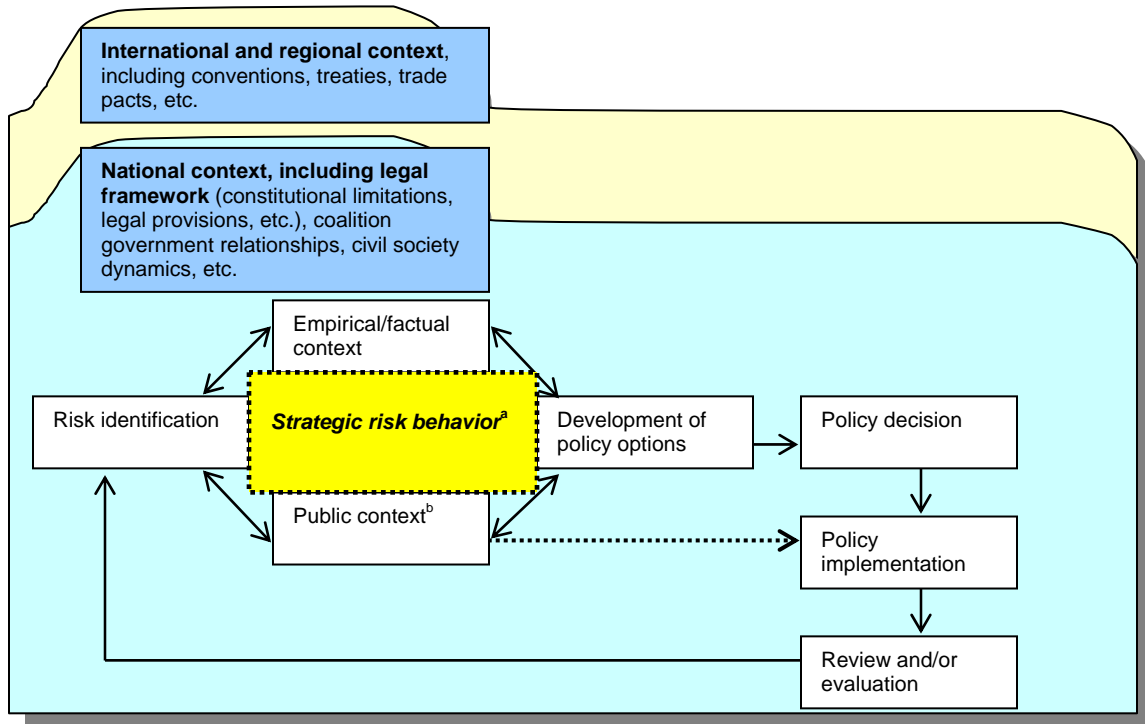 International and regional context,
including conventions, treaties, trade
pacts, etc.
National context, including legal
framework (constitutional limitations,
legal provisions, etc.), coalition
government relationships, civil society
dynamics, etc.
Empirical/factual
context
Risk identification
Strategic risk behavior^a
Development of
policy options
Policy decision
Public context^b
Policy
implementation
Review and/or
evaluation